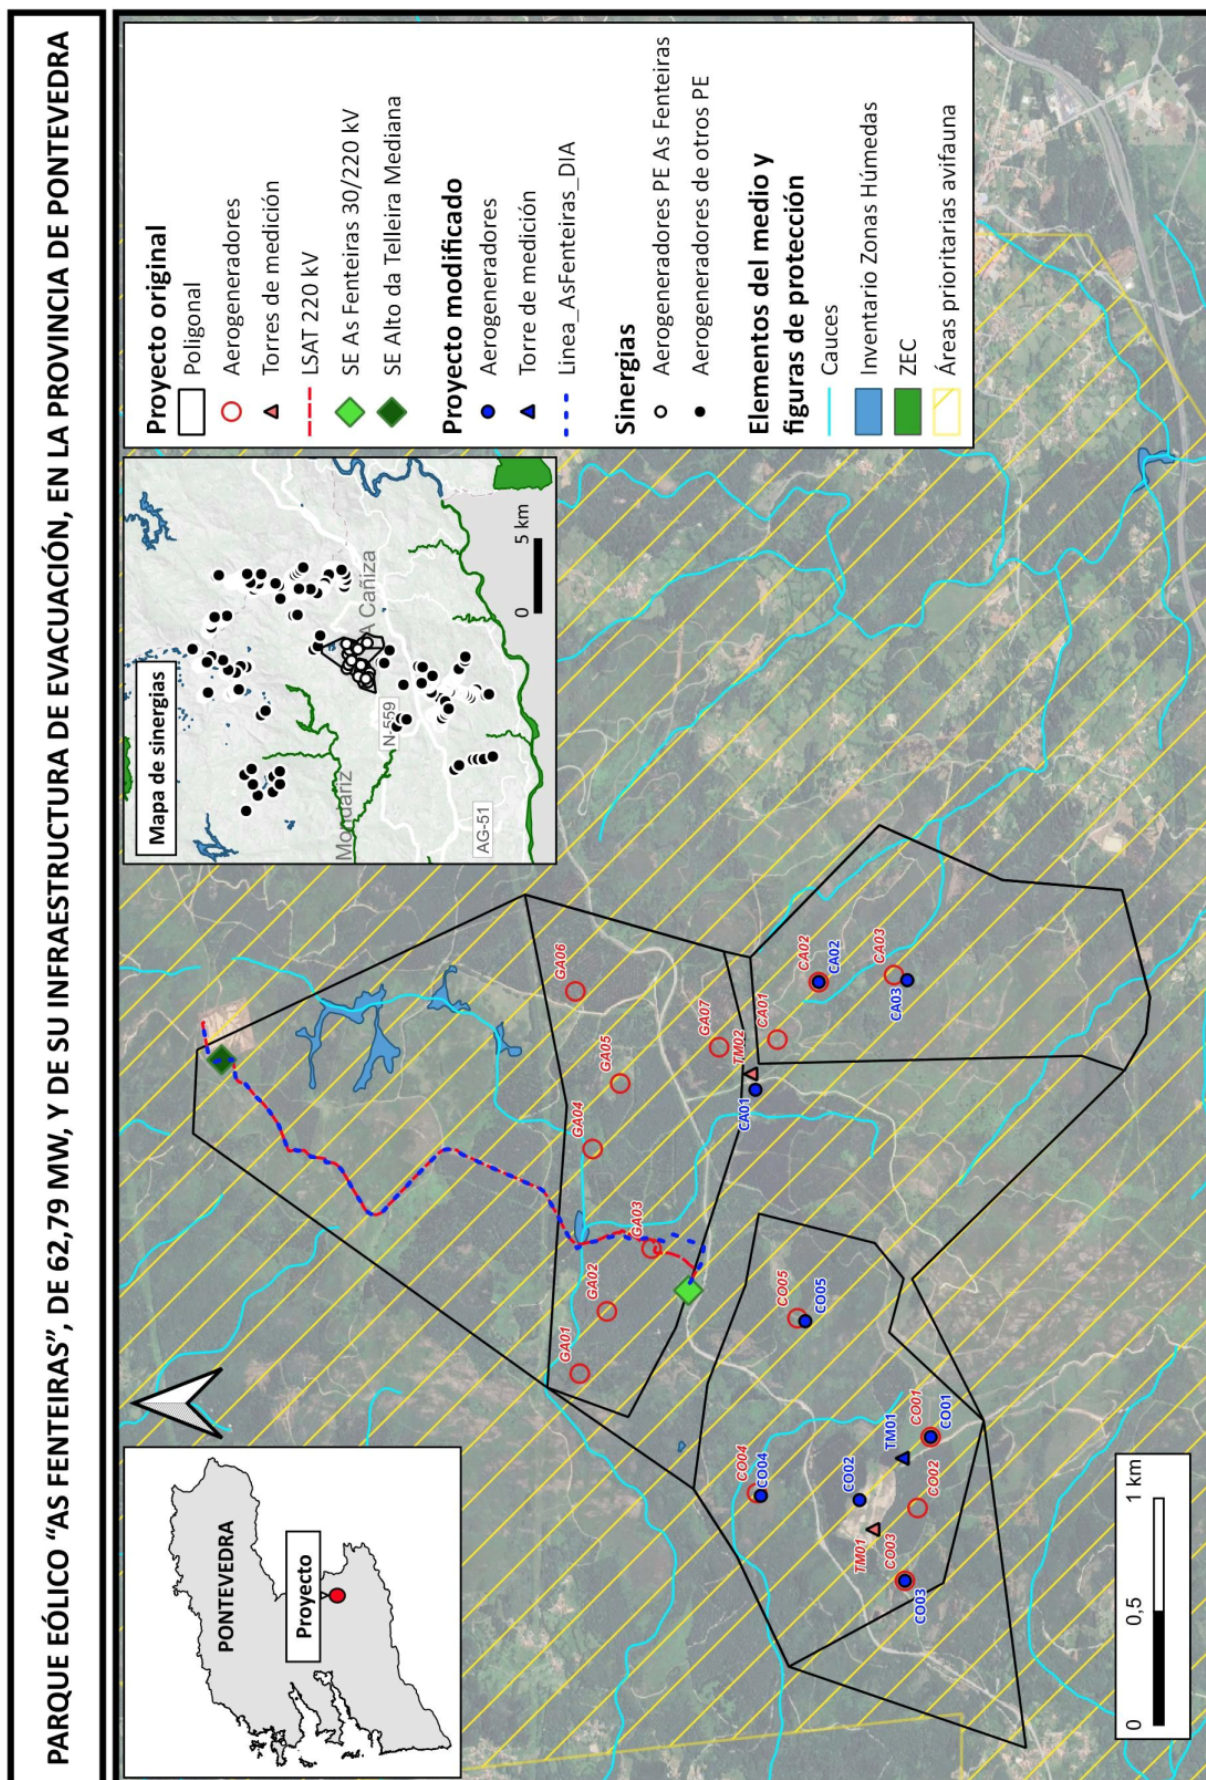 PARQUE EÓLICO “AS FENTEIRAS”, DE 62,79 MW, Y DE SU INFRAESTRUCTURA DE EVACUACIÓN, EN LA PROVINCIA DE PONTEVEDRA
PONTEVEDRA
Proyecto
Mapa de sinergias
Mondariz
A Cañiza
N-559
AG-51
0
5 km
Proyecto original
Poligonal
Aerogeneradores
Torres de medición
LSAT 220 kV
SE As Fenteiras 30/220 kV
SE Alto da Telleira Mediana
Proyecto modificado
Aerogeneradores
Torre de medición
Linea_AsFenteiras_DIA
Sinergias
Aerogeneradores PE As Fenteiras
Aerogeneradores de otros PE
Elementos del medio y
figuras de protección
Cauces
Inventario Zonas Húmedas
ZEC
Áreas prioritarias avifauna
GA01
GA02
GA03
GA04
GA05
GA06
GA07
TM02
CA01
CA01
CA02
CA02
CA03
CA03
CO05
CO05
CO04
CO04
CO02
TM01
CO01
CO01
CO02
TM01
CO03
CO03
0
0,5
1 km